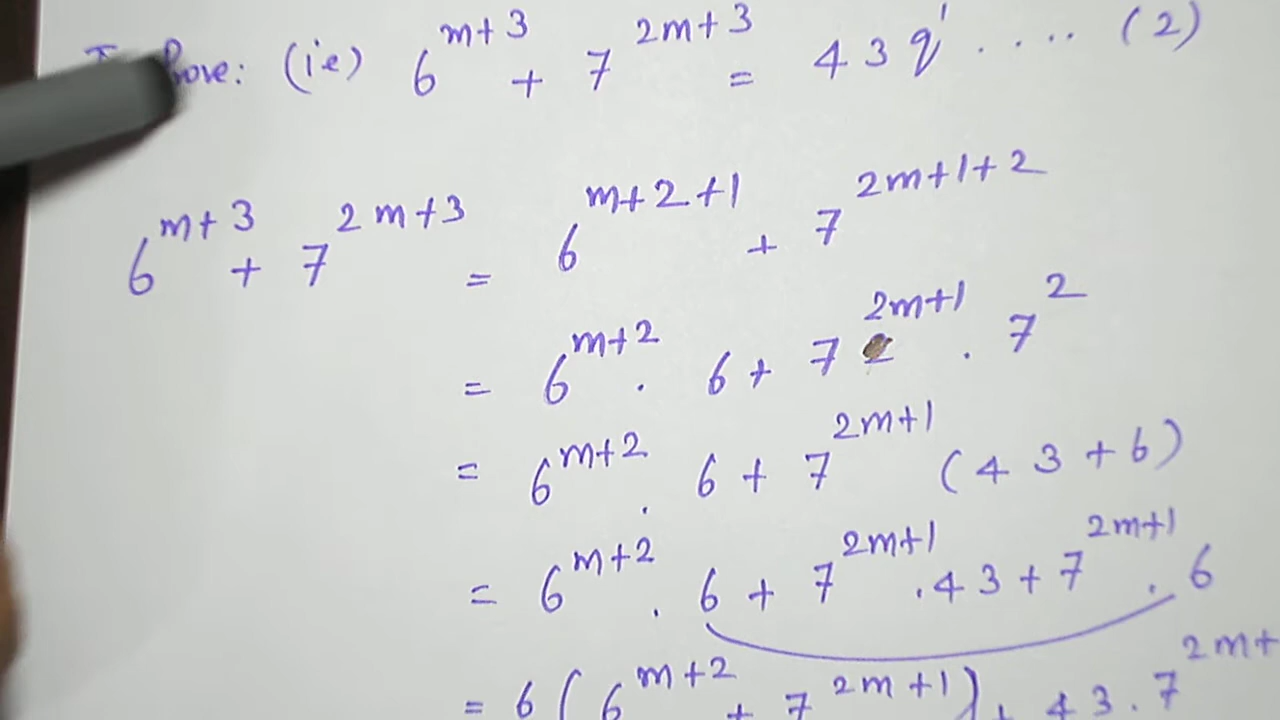 Prove: (ie) 6^{m+3} + 7^{2m+3} = 43q' .... (2)
6^{m+3} + 7^{2m+3} = 6^{m+2+1} + 7^{2m+1+2}
= 6^{m+2} . 6 + 7^{2m+1} . 7^2
= 6^{m+2} . 6 + 7^{2m+1} (43+6)
= 6^{m+2} . 6 + 7^{2m+1} .43 + 7^{2m+1} . 6
= 6(6^{m+2} + 7^{2m+1}) + 43.7^{2m+